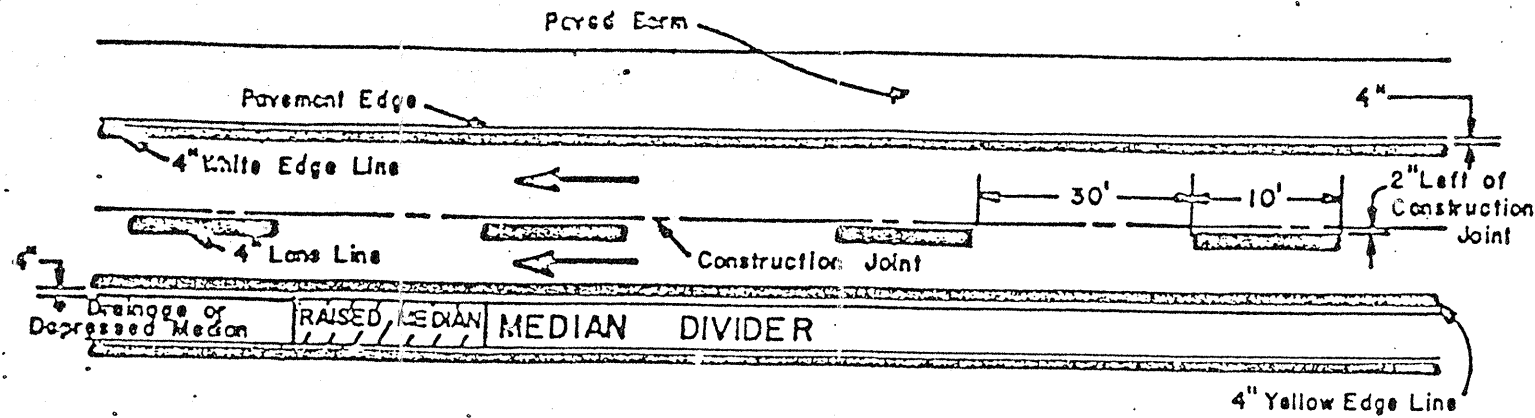 Paved Berm
Pavement Edge
4"
4" White Edge Line
30'
10'
2" Left of
Construction
Joint
4" Lane Line
Construction Joint
4"
Drainage or
Depressed Median
RAISED MEDIAN
MEDIAN DIVIDER
4" Yellow Edge Line